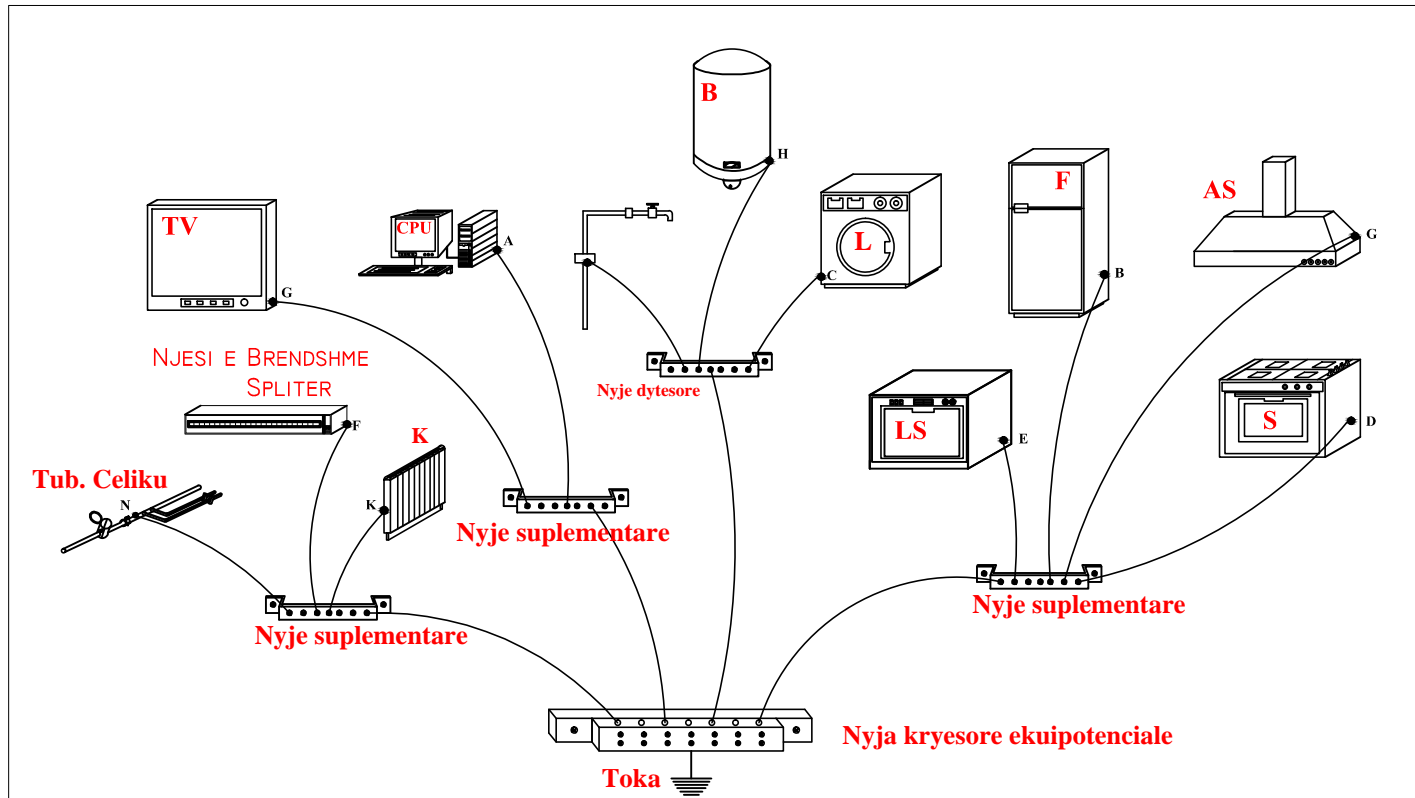 B
H
F
AS
TV
CPU
A
L
G
C
B
G
NJESI E BRENDSHME
SPLITER
Nyje dytesore
F
K
LS
E
S
D
Tub. Celiku
N
K
Nyje suplementare
Nyje suplementare
Nyje suplementare
Nyja kryesore ekuipotenciale
Toka